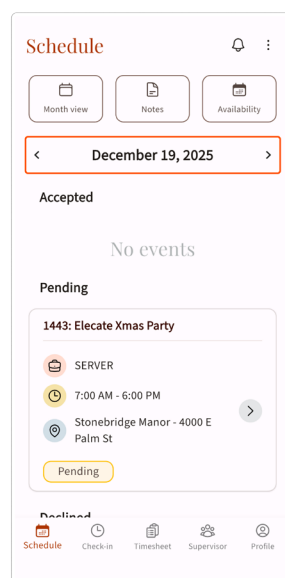 Schedule
Month view
Notes
Availability
December 19, 2025
Accepted
No events
Pending
1443: Elecate Xmas Party
SERVER
7:00 AM - 6:00 PM
Stonebridge Manor - 4000 E
Palm St
Pending
Declined
Schedule
Check-in
Timesheet
Supervisor
Profile